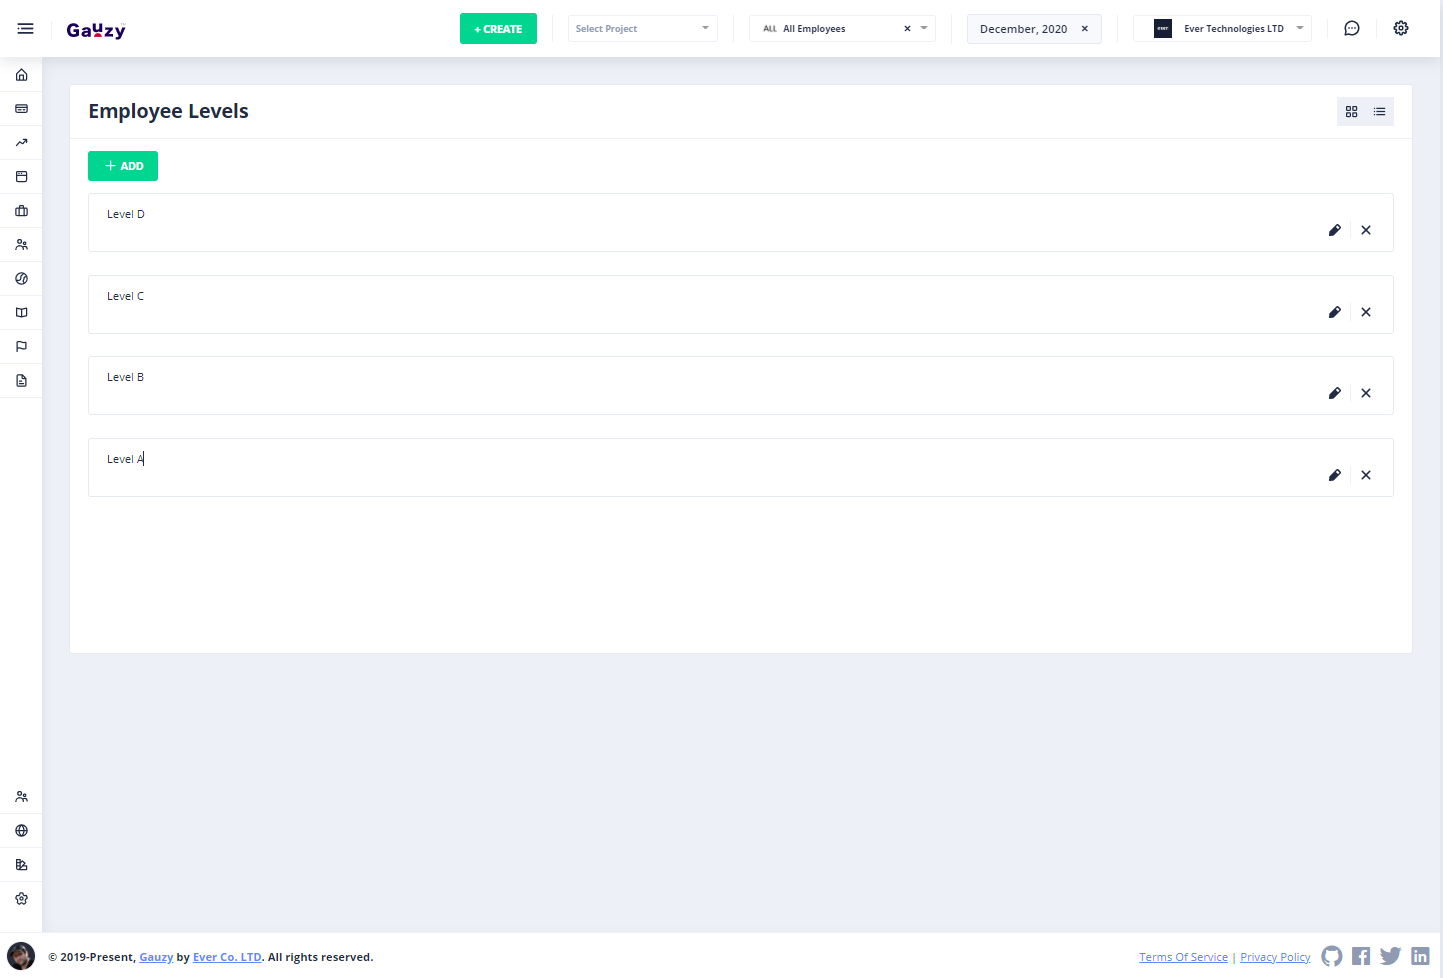 Gauzy
+ CREATE
Select Project
ALL All Employees
December, 2020
ever
Ever Technologies LTD
Employee Levels
ADD
Level D
Level C
Level B
Level A
© 2019-Present, Gauzy by Ever Co. LTD. All rights reserved.
Terms Of Service | Privacy Policy